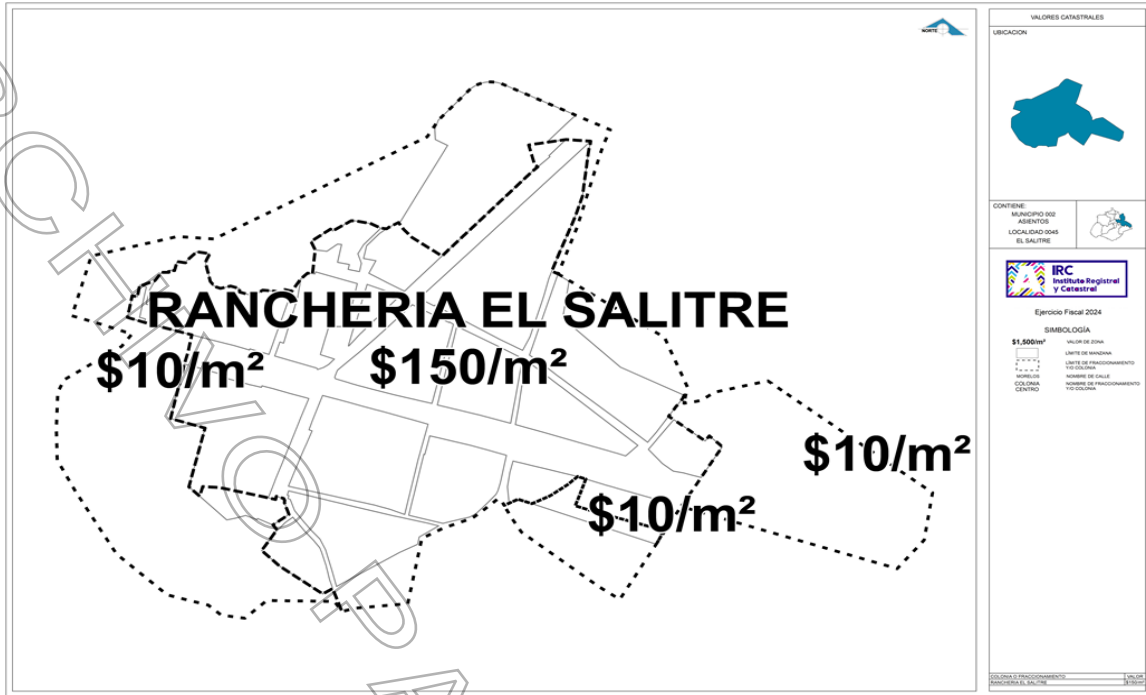 NORTE
RANCHERIA EL SALITRE
$10/m²
$150/m²
$10/m²
$10/m²
VALORES CATASTRALES
UBICACION
CONTIENE:
MUNICIPIO 002
ASIENTOS
LOCALIDAD 0045
EL SALITRE
IRC
Instituto Registral
y Catastral
Ejercicio Fiscal 2024
SIMBOLOGÍA
$1,500/m² VALOR DE ZONA
LÍMITE DE MANZANA
LÍMITE DE FRACCIONAMIENTO
Y/O COLONIA
MORELOS NOMBRE DE CALLE
COLONIA CENTRO NOMBRE DE FRACCIONAMIENTO
Y/O COLONIA
COLONIA O FRACCIONAMIENTO VALOR
RANCHERIA EL SALITRE $150/m²